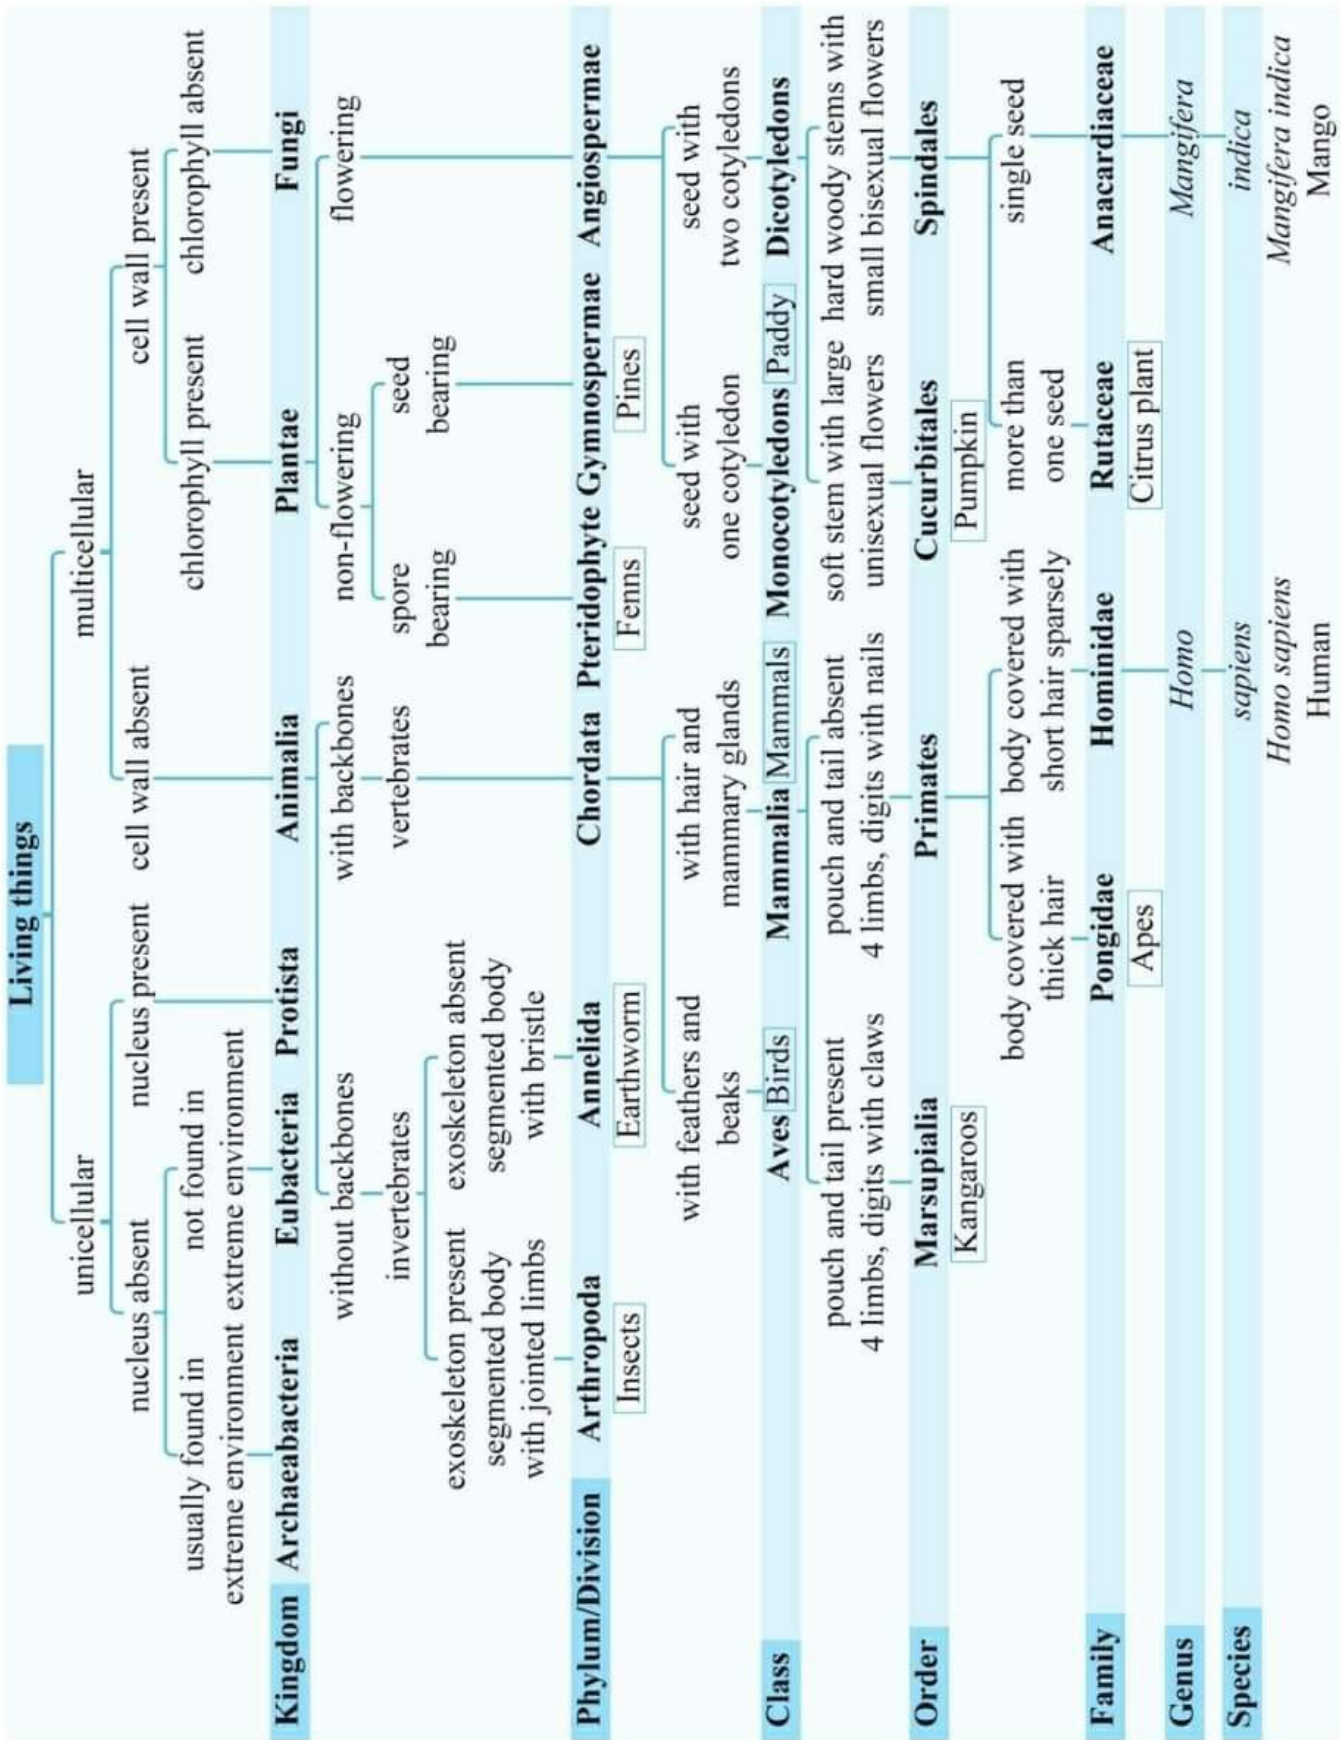 Living things
unicellular multicellular
nucleus absent nucleus present cell wall absent cell wall present
usually found in not found in chlorophyll present chlorophyll absent
extreme environment extreme environment
Kingdom Archaeabacteria Eubacteria Protista Animalia Plantae Fungi
without backbones with backbones non-flowering flowering
invertebrates vertebrates spore seed
exoskeleton present exoskeleton absent bearing bearing
segmented body segmented body
with jointed limbs with bristle
Phylum/Division Arthropoda Annelida Chordata Pteridophyte Gymnospermae Angiospermae
Insects Earthworm Fenns Pines
with feathers and with hair and seed with seed with
beaks mammary glands one cotyledon two cotyledons
Class Aves Birds Mammalia Mammals Monocotyledons Paddy Dicotyledons
pouch and tail present pouch and tail absent soft stem with large hard woody stems with
4 limbs, digits with claws 4 limbs, digits with nails unisexual flowers small bisexual flowers
Order Marsupialia Primates Cucurbitales Spindales
Kangaroos Pumpkin
body covered with body covered with more than single seed
thick hair short hair sparsely one seed
Family Pongidae Hominidae Rutaceae Anacardiaceae
Apes Citrus plant
Genus Homo Mangifera
Species sapiens indica
Homo sapiens Mangifera indica
Human Mango